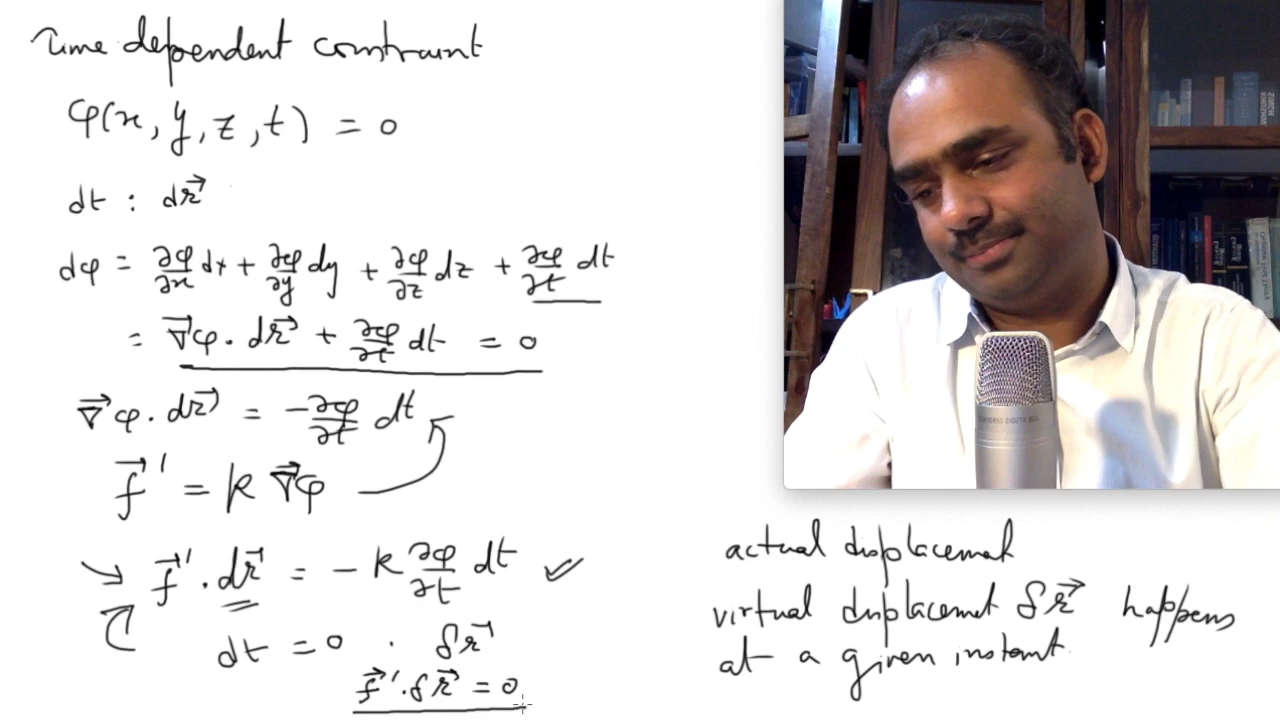 Time dependent constraint
φ(x, y, z, t) = 0
dt : dr⃗
dφ = ∂φ/∂x dx + ∂φ/∂y dy + ∂φ/∂z dz + ∂φ/∂t dt
= ∇⃗φ . dr⃗ + ∂φ/∂t dt = 0
∇⃗φ . dr⃗ = -∂φ/∂t dt
f⃗' = k ∇⃗φ
f⃗' . dr⃗ = - k ∂φ/∂t dt ✓
dt = 0 . δr⃗
f⃗' . δr⃗ = 0
actual displacement
virtual displacemet δr⃗ happens
at a given instant.